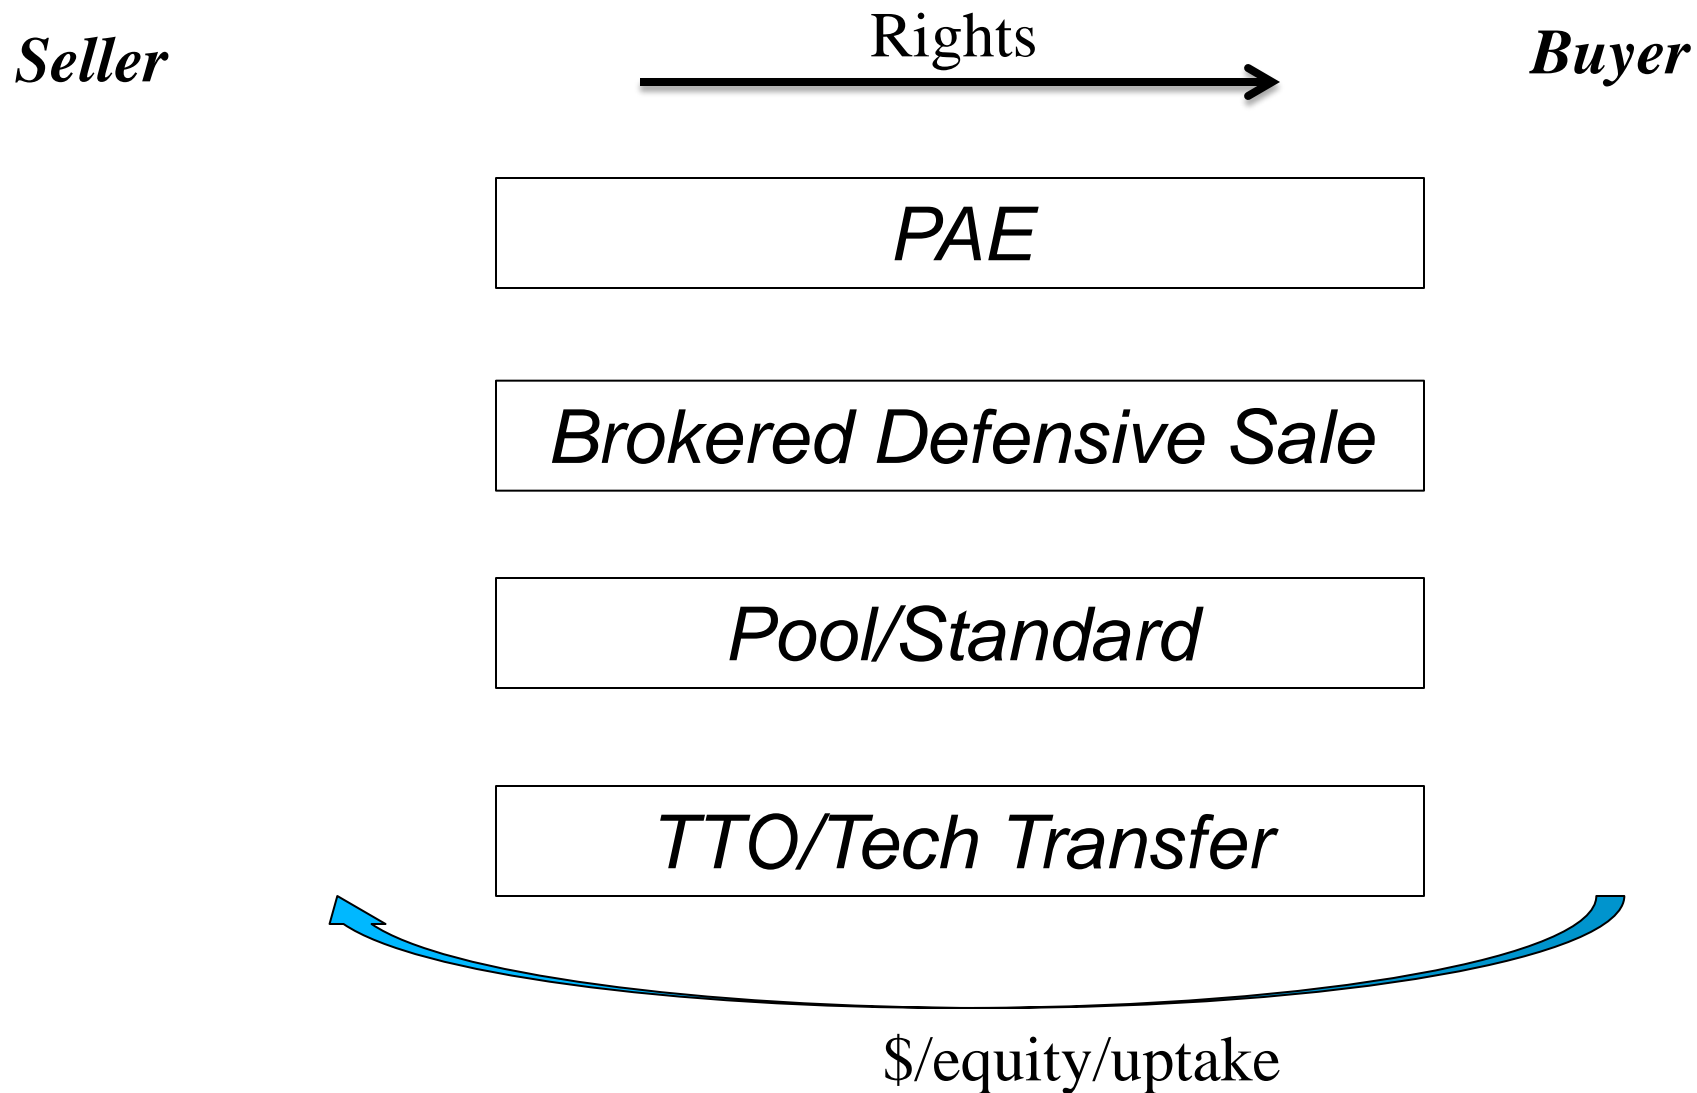 Seller
Rights
Buyer
PAE
Brokered Defensive Sale
Pool/Standard
TTO/Tech Transfer
$/equity/uptake